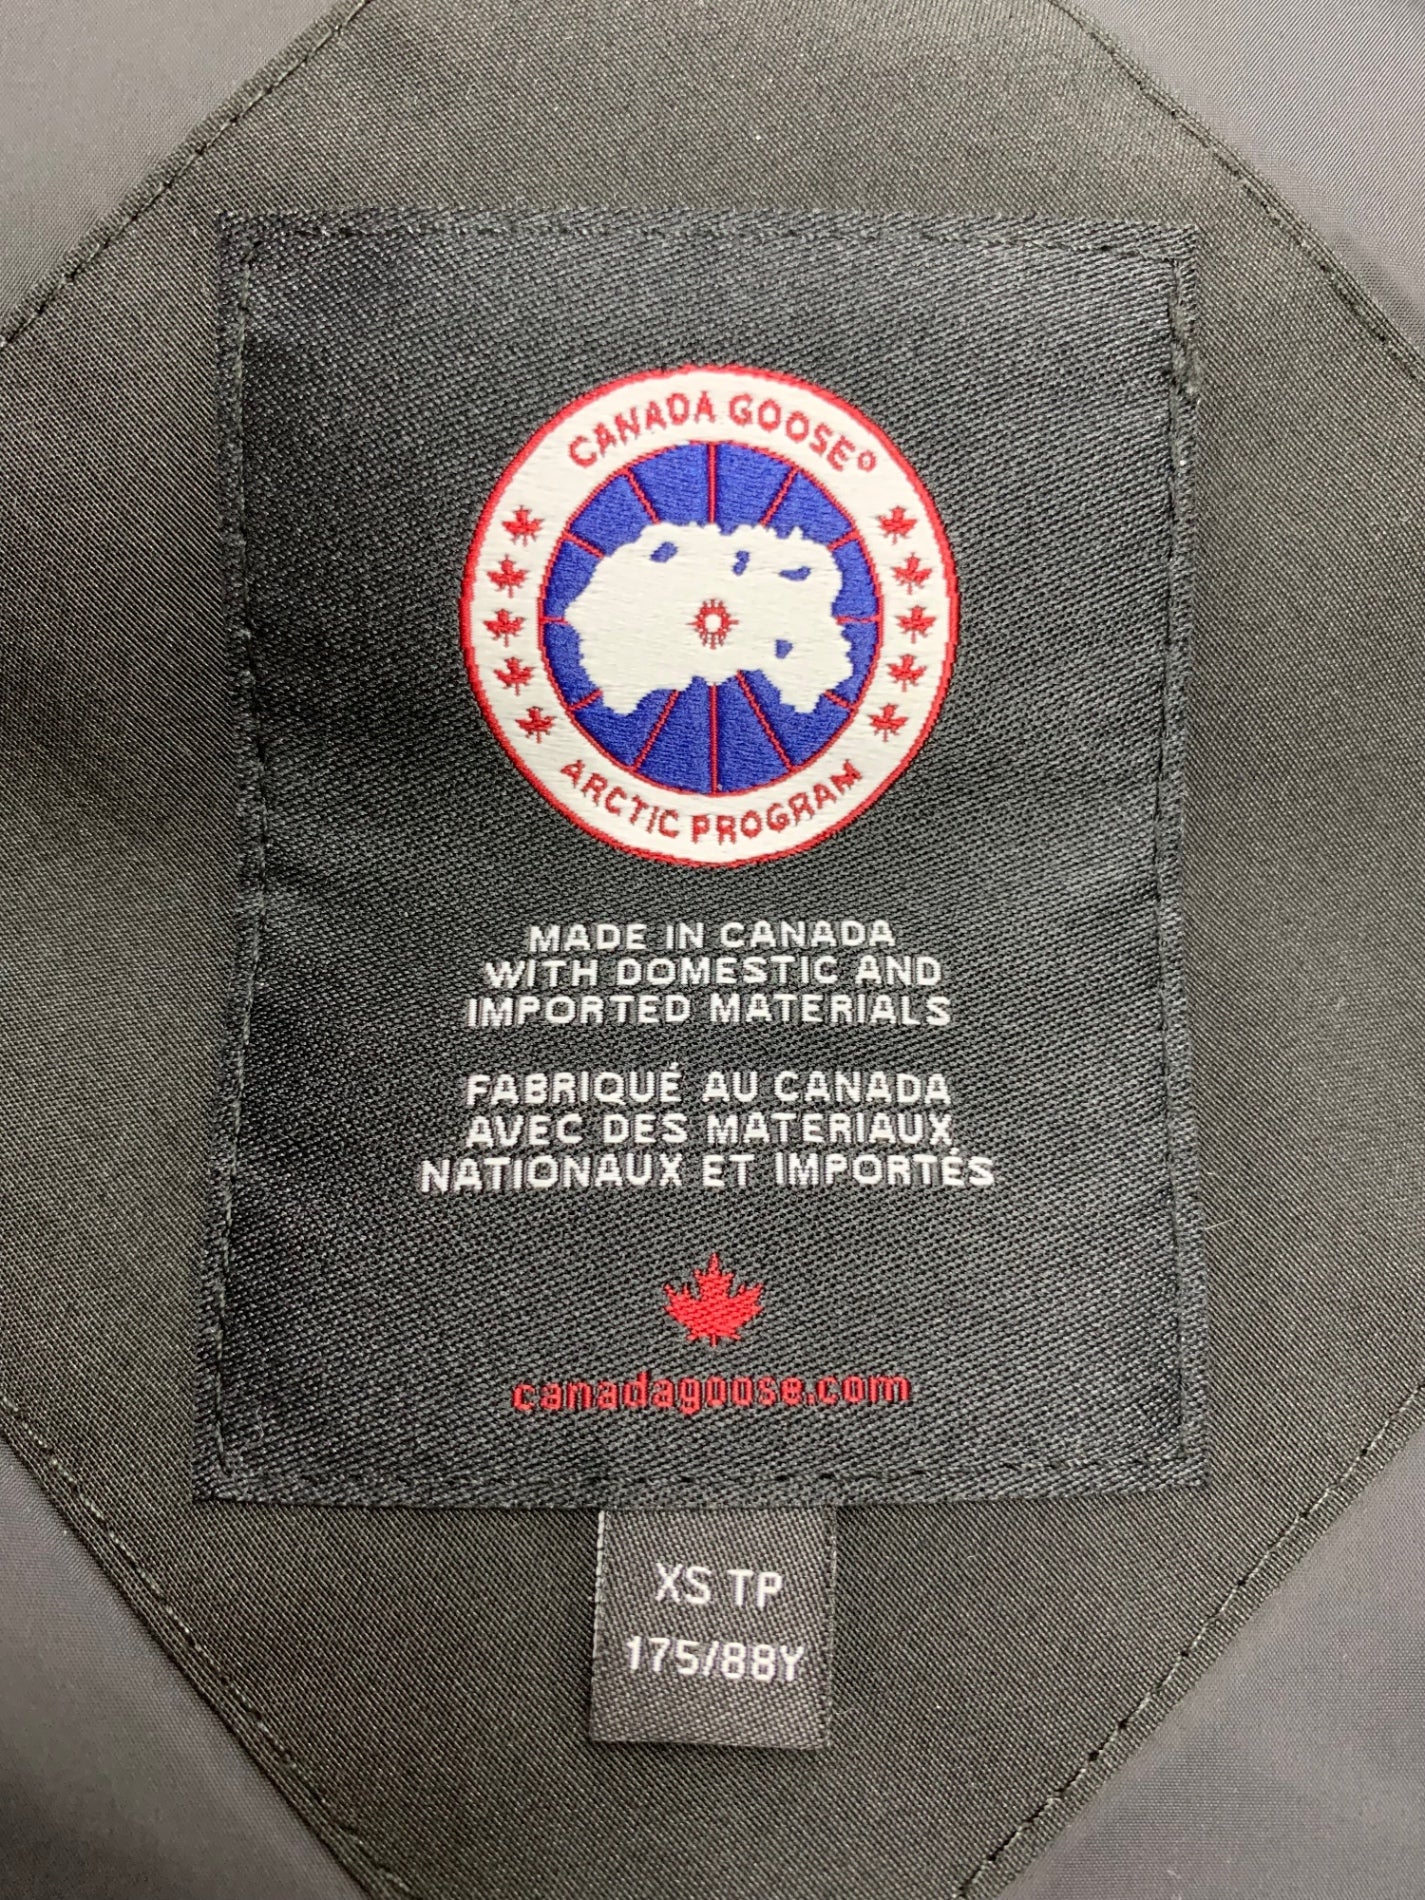 CANADA GOOSE®
ARCTIC PROGRAM
MADE IN CANADA
WITH DOMESTIC AND
IMPORTED MATERIALS
FABRIQUÉ AU CANADA
AVEC DES MATERIAUX
NATIONAUX ET IMPORTÉS
canadagoose.com
XS TP
175/88Y